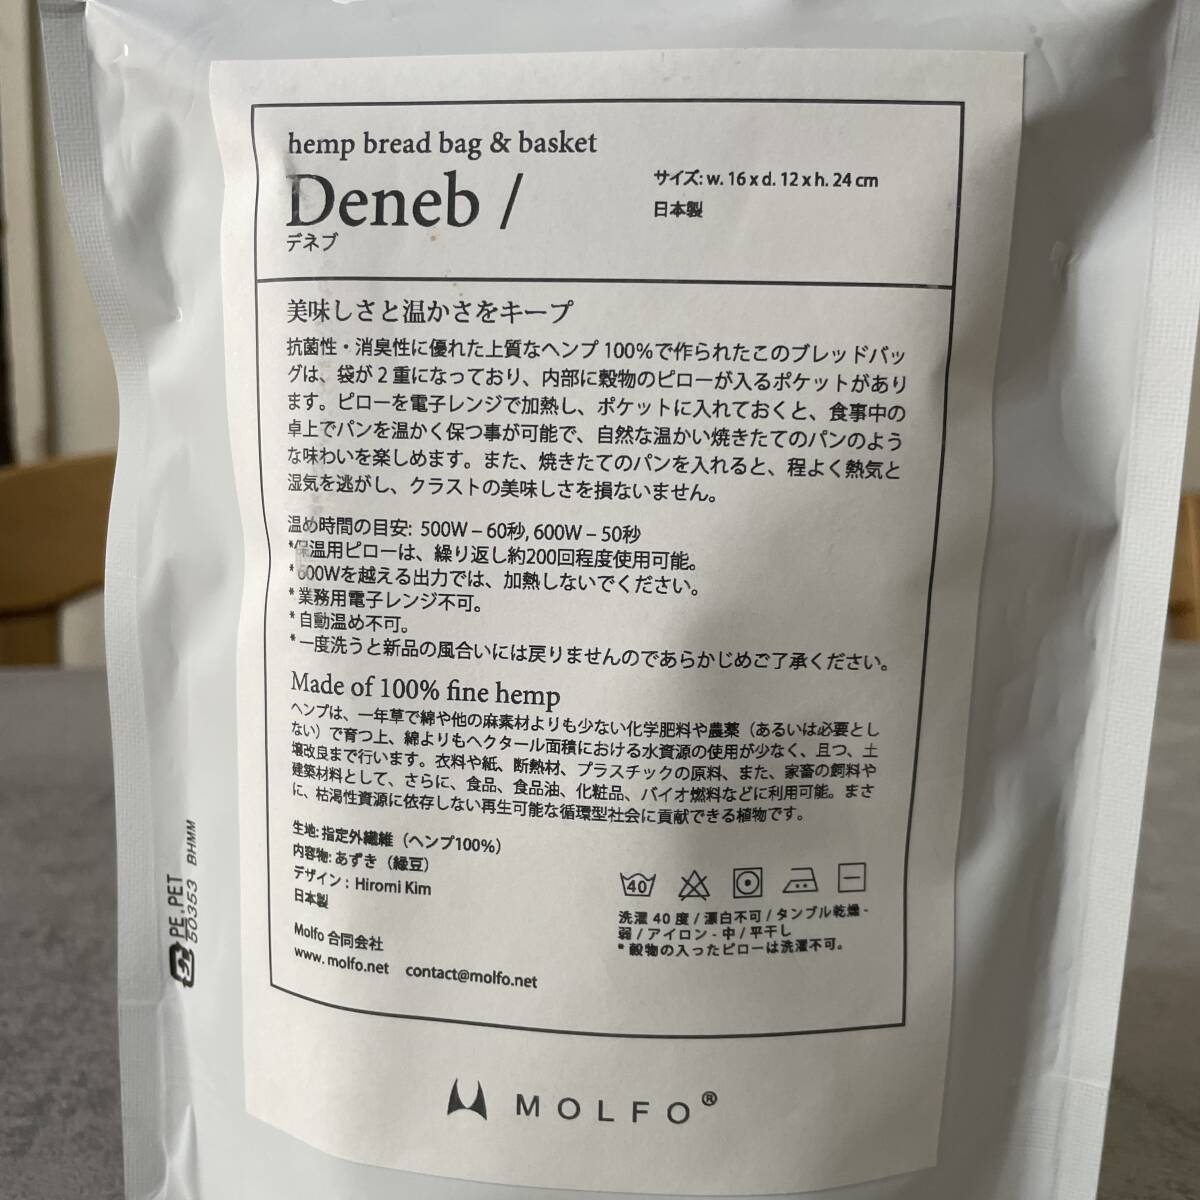 hemp bread bag & basket
Deneb /
デネブ
サイズ: w. 16 x d. 12 x h. 24 cm
日本製
美味しさと温かさをキープ
抗菌性・消臭性に優れた上質なヘンプ 100%で作られたこのブレッドバッ
グは、袋が 2 重になっており、内部に穀物のピローが入るポケットがあり
ます。ピローを電子レンジで加熱し、ポケットに入れておくと、食事中の
卓上でパンを温かく保つ事が可能で、自然な温かい焼きたてのパンのよう
な味わいを楽しめます。また、焼きたてのパンを入れると、程よく熱気と
湿気を逃がし、クラストの美味しさを損ないません。
温め時間の目安: 500W – 60秒, 600W – 50秒
*保温用ピローは、繰り返し約200回程度使用可能。
*600Wを越える出力では、加熱しないでください。
*業務用電子レンジ不可。
*自動温め不可。
*一度洗うと新品の風合いには戻りませんのであらかじめご了承ください。
Made of 100% fine hemp
ヘンプは、一年草で綿や他の麻素材よりも少ない化学肥料や農薬（あるいは必要とし
ない）で育つ上、綿よりもヘクタール面積における水資源の使用が少なく、且つ、土
壌改良まで行います。衣料や紙、断熱材、プラスチックの原料、また、家畜の飼料や
建築材料として、さらに、食品、食品油、化粧品、バイオ燃料などに利用可能。まさ
に、枯渇性資源に依存しない再生可能な循環型社会に貢献できる植物です。
生地: 指定外繊維（ヘンプ100%）
内容物: あずき（緑豆）
デザイン : Hiromi Kim
日本製
Molfo 合同会社
www. molfo.net contact@molfo.net
40
洗濯 40 度 / 漂白不可 / タンブル乾燥 -
弱 / アイロン - 中 / 平干し
* 穀物の入ったピローは洗濯不可。
MOLFO®
PE.PET
50353 BHMM